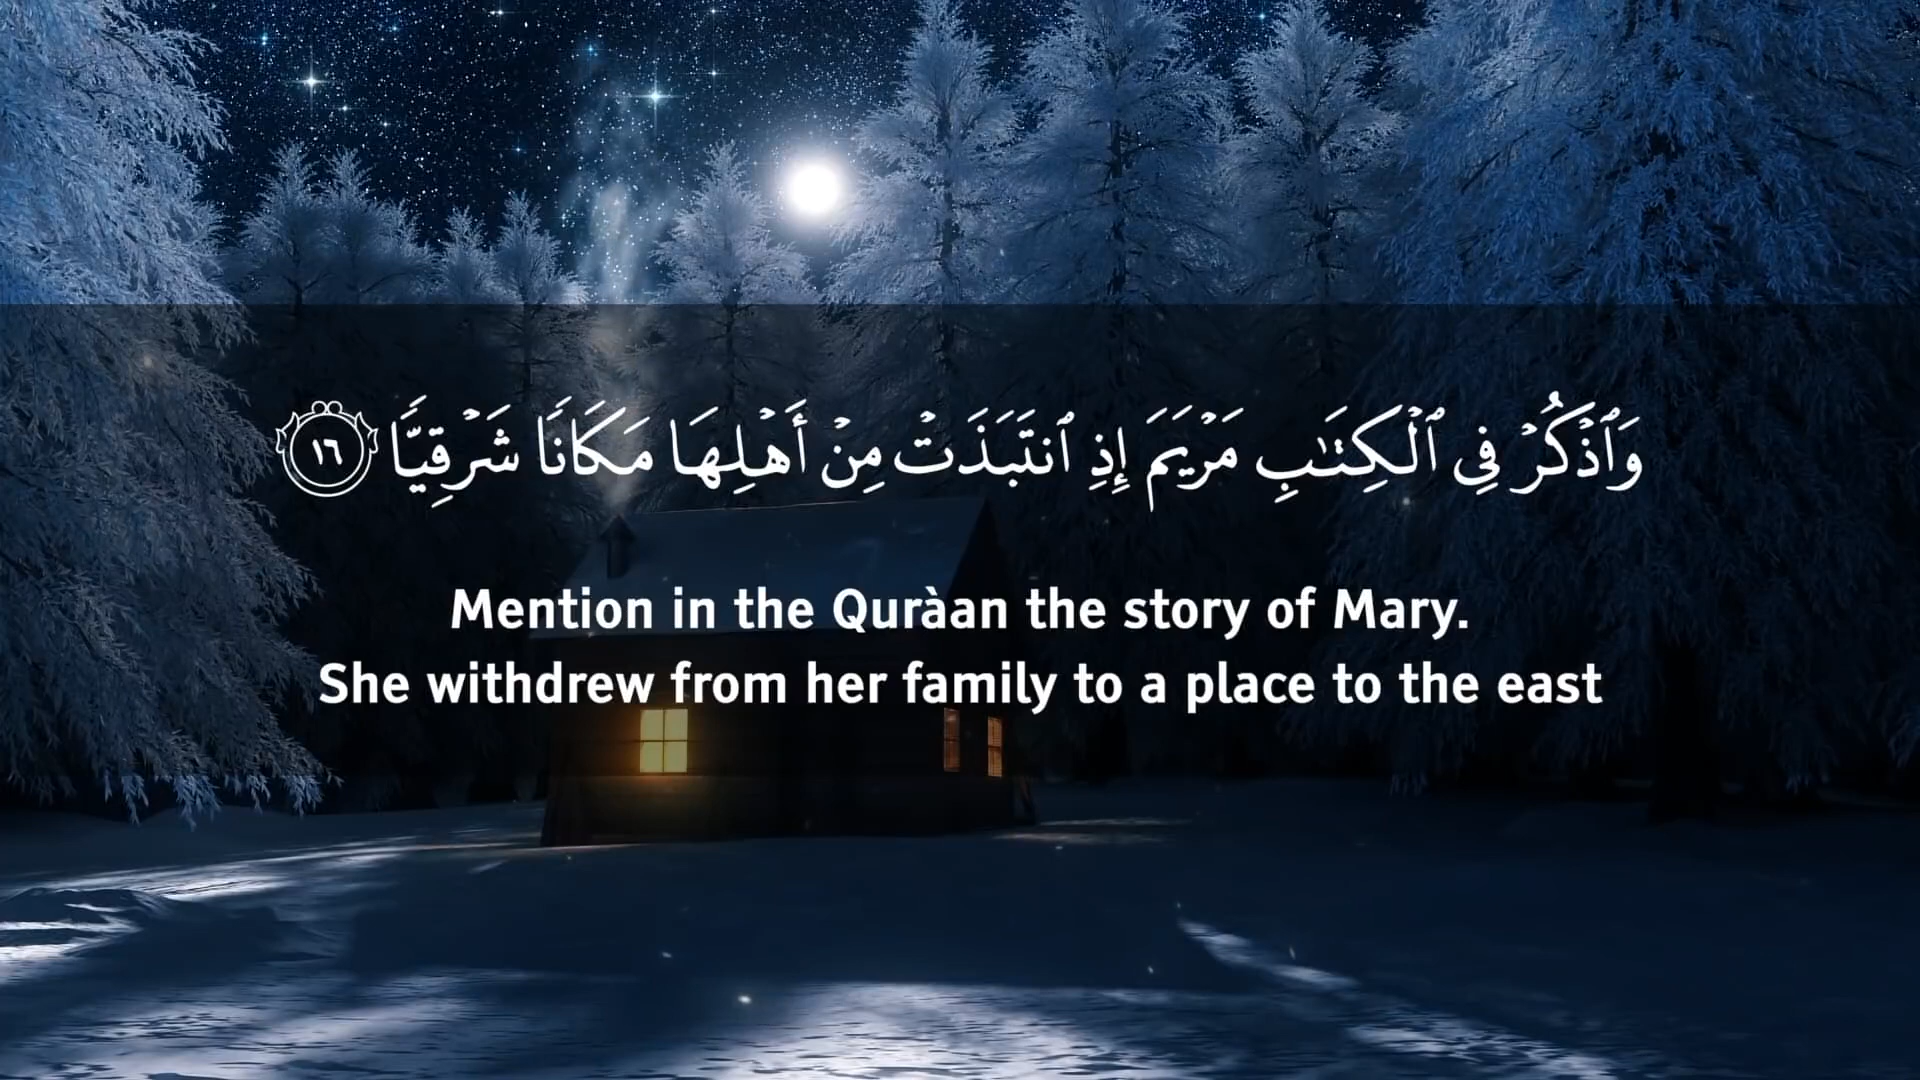 وَٱذْكُرْ فِى ٱلْكِتَـٰبِ مَرْيَمَ إِذِ ٱنتَبَذَتْ مِنْ أَهْلِهَا مَكَانًا شَرْقِيًّا ١٦
Mention in the Quràan the story of Mary.
She withdrew from her family to a place to the east